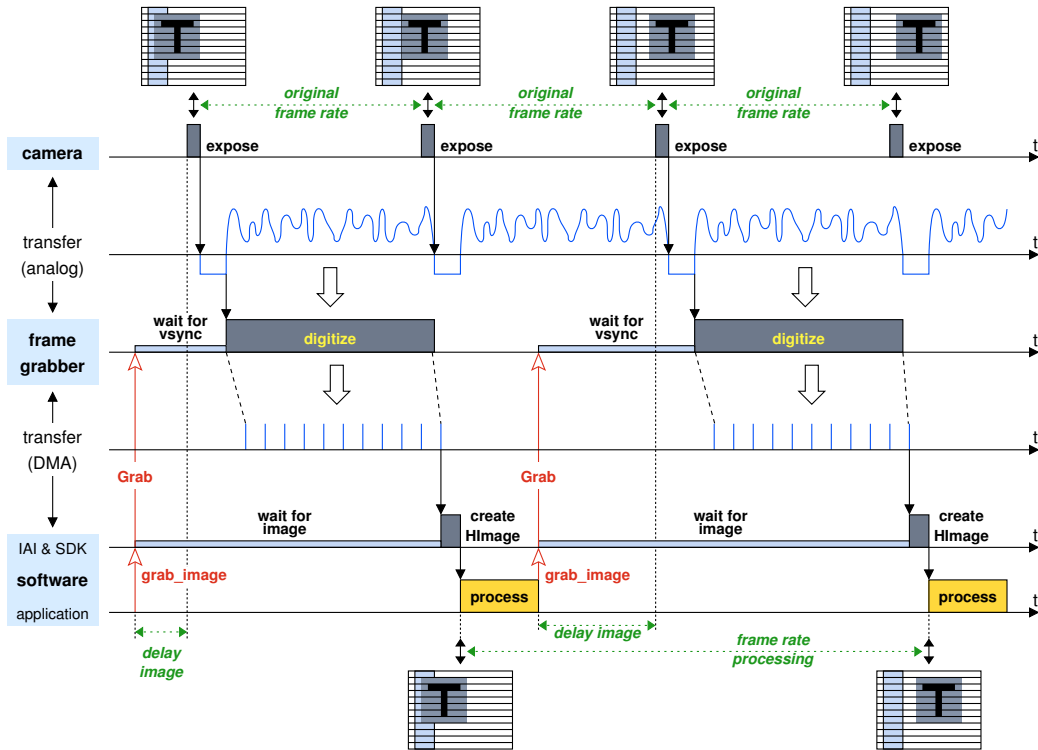 T T T T
original original original
frame rate frame rate frame rate
expose expose expose expose
camera t
transfer
(analog) t
wait for wait for
vsync vsync
frame digitize digitize
grabber t
transfer
(DMA) t
Grab Grab
wait for create wait for create
image HImage image HImage
IAI & SDK t
software grab_image grab_image
process process
application t
delay delay image frame rate
image processing
T T